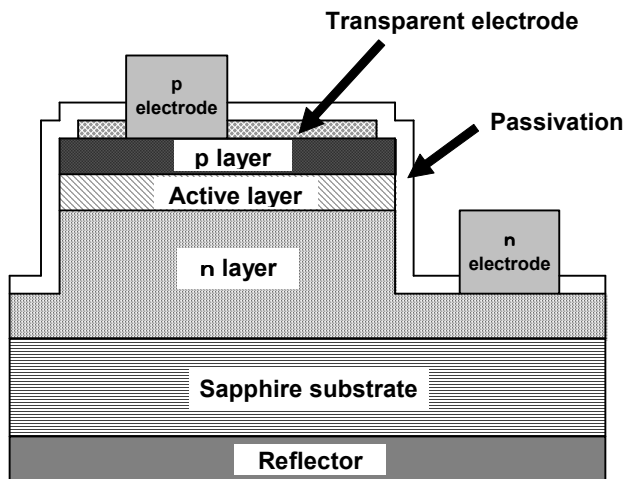 Transparent electrode
p
electrode
Passivation
p layer
Active layer
n
electrode
n layer
Sapphire substrate
Reflector